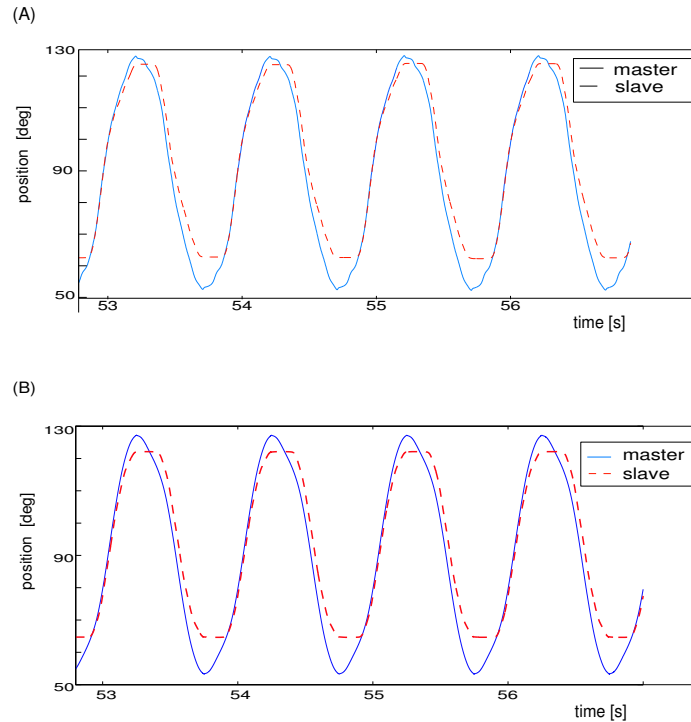 (A)
130
90
50
position [deg]
master
slave
53 54 55 56
time [s]
(B)
130
90
50
position [deg]
master
slave
53 54 55 56
time [s]